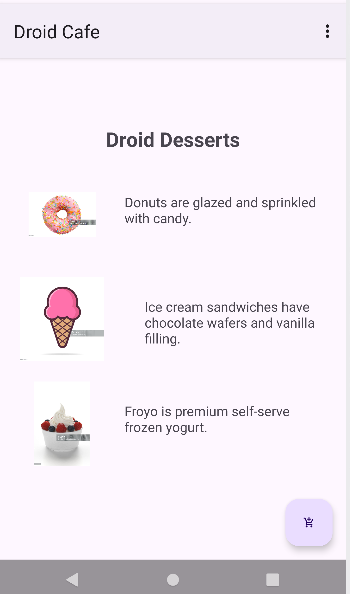 Droid Cafe
Droid Desserts
Donuts are glazed and sprinkled
with candy.
Ice cream sandwiches have
chocolate wafers and vanilla
filling.
Froyo is premium self-serve
frozen yogurt.